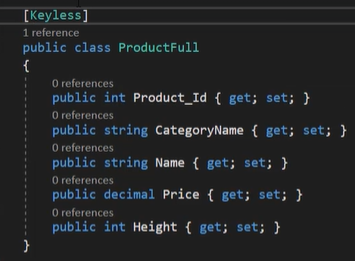 [Keyless]
1 reference
public class ProductFull
{
0 references
public int Product_Id { get; set; }
0 references
public string CategoryName { get; set; }
0 references
public string Name { get; set; }
0 references
public decimal Price { get; set; }
0 references
public int Height { get; set; }
}